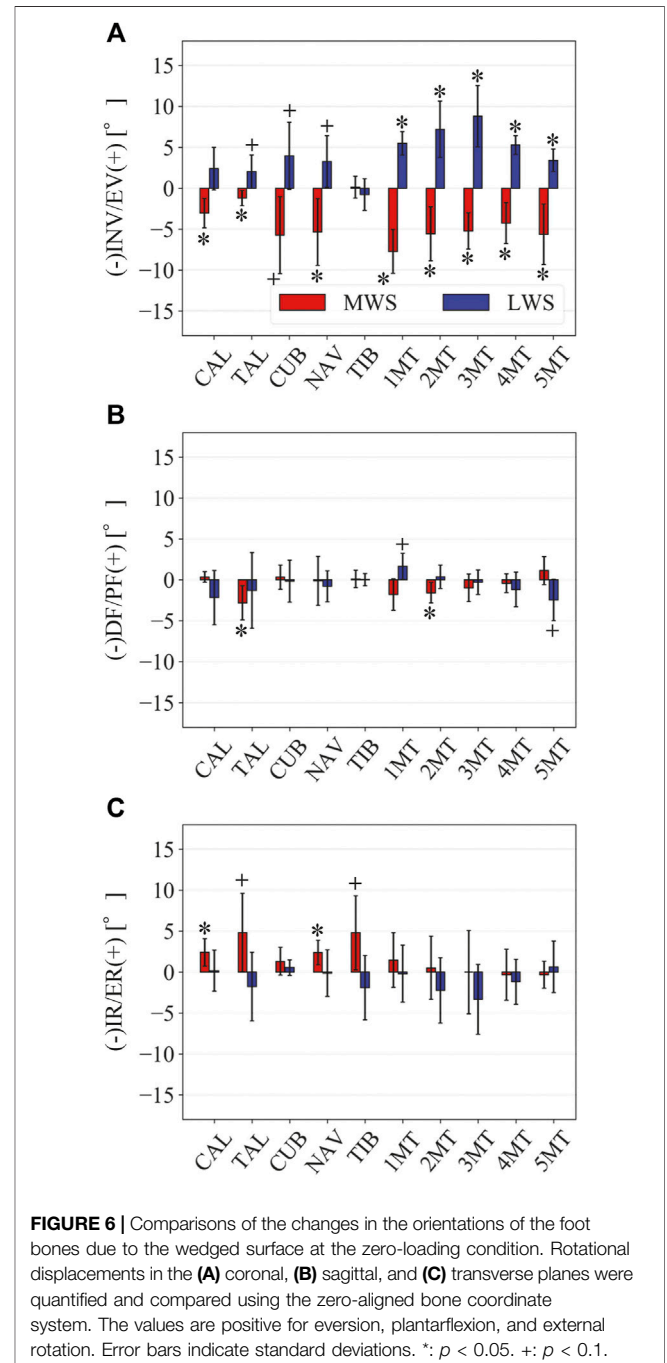 A
(-)INV/EV(+) [° ]
15
10
5
0
−5
−10
−15
+
+
+
*
*
*
*
*
*
*
+
*
*
*
*
*
*
MWS
LWS
CAL
TAL
CUB
NAV
TIB
1MT
2MT
3MT
4MT
5MT
B
(-)DF/PF(+) [° ]
15
10
5
0
−5
−10
−15
+
*
*
+
CAL
TAL
CUB
NAV
TIB
1MT
2MT
3MT
4MT
5MT
C
(-)IR/ER(+) [° ]
15
10
5
0
−5
−10
−15
*
+
*
+
CAL
TAL
CUB
NAV
TIB
1MT
2MT
3MT
4MT
5MT
FIGURE 6 | Comparisons of the changes in the orientations of the foot
bones due to the wedged surface at the zero-loading condition. Rotational
displacements in the (A) coronal, (B) sagittal, and (C) transverse planes were
quantified and compared using the zero-aligned bone coordinate
system. The values are positive for eversion, plantarflexion, and external
rotation. Error bars indicate standard deviations. *: p < 0.05. +: p < 0.1.